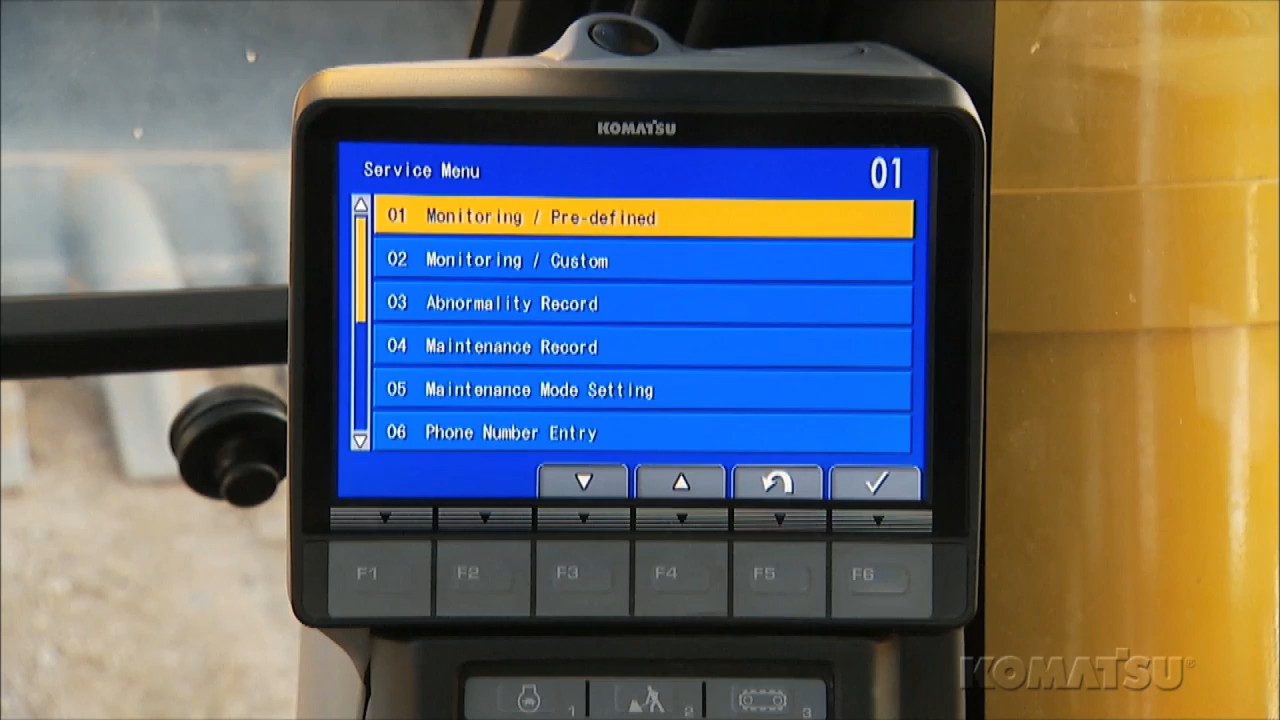 KOMATSU
Service Menu 01
01 Monitoring / Pre-defined
02 Monitoring / Custom
03 Abnormality Record
04 Maintenance Record
05 Maintenance Mode Setting
06 Phone Number Entry
F1 F2 F3 F4 F5 F6
1 2 3
KOMATSU®